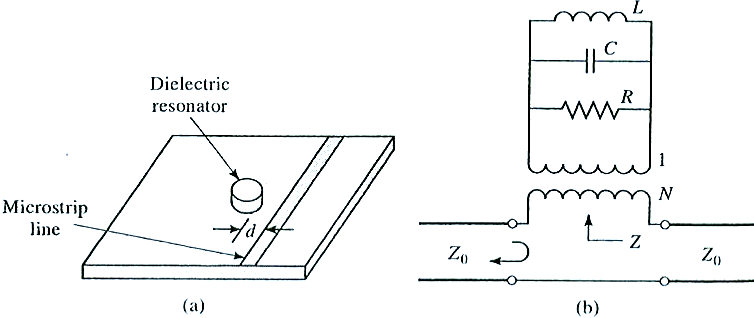 Dielectric
resonator
Microstrip
line
d
(a)
L
C
R
1
N
Z
Z₀
Z₀
(b)